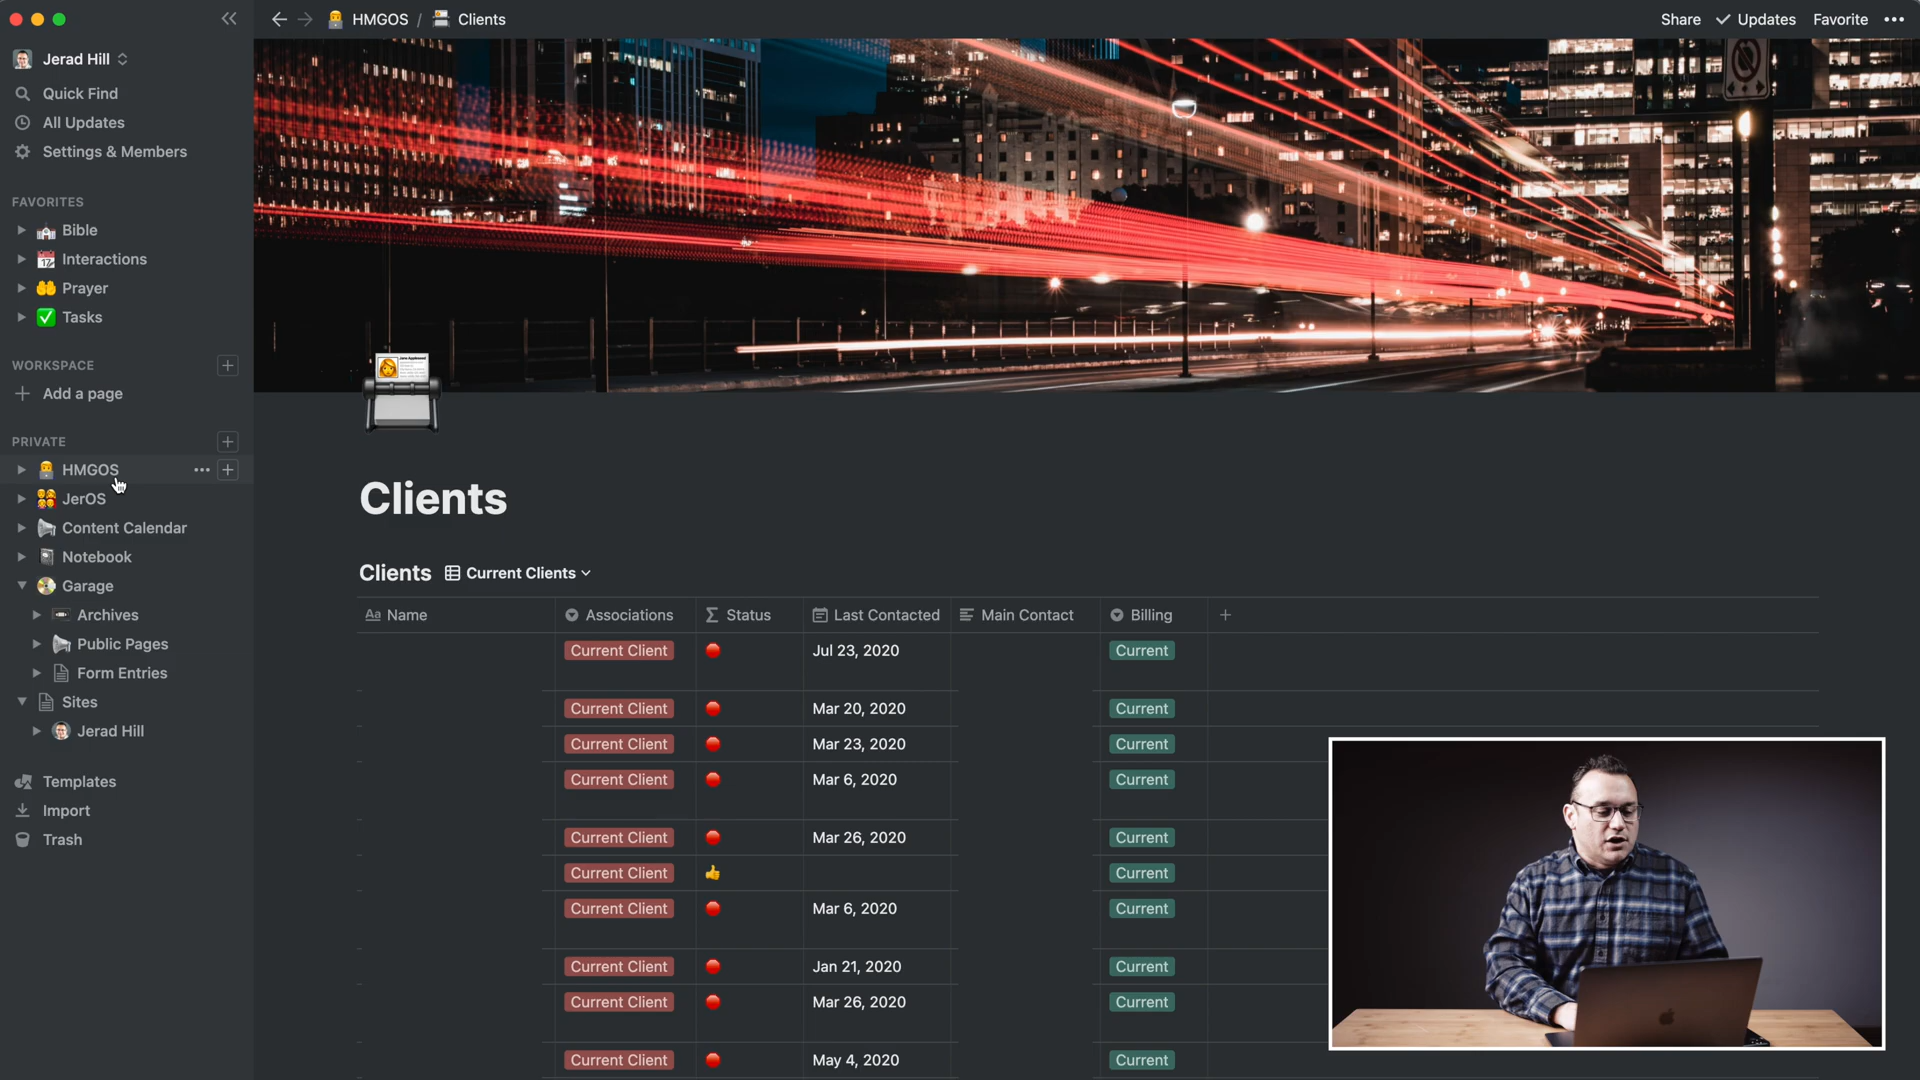 HMGOS / Clients
Share Updates Favorite
Jerad Hill
Quick Find
All Updates
Settings & Members
FAVORITES
Bible
Interactions
Prayer
Tasks
WORKSPACE
Add a page
PRIVATE
HMGOS
JerOS
Content Calendar
Notebook
Garage
Archives
Public Pages
Form Entries
Sites
Jerad Hill
Templates
Import
Trash
Clients
Clients Current Clients
Aa Name Associations Σ Status Last Contacted Main Contact Billing
Current Client Jul 23, 2020 Current
Current Client Mar 20, 2020 Current
Current Client Mar 23, 2020 Current
Current Client Mar 6, 2020 Current
Current Client Mar 26, 2020 Current
Current Client Current
Current Client Mar 6, 2020 Current
Current Client Jan 21, 2020 Current
Current Client Mar 26, 2020 Current
Current Client May 4, 2020 Current